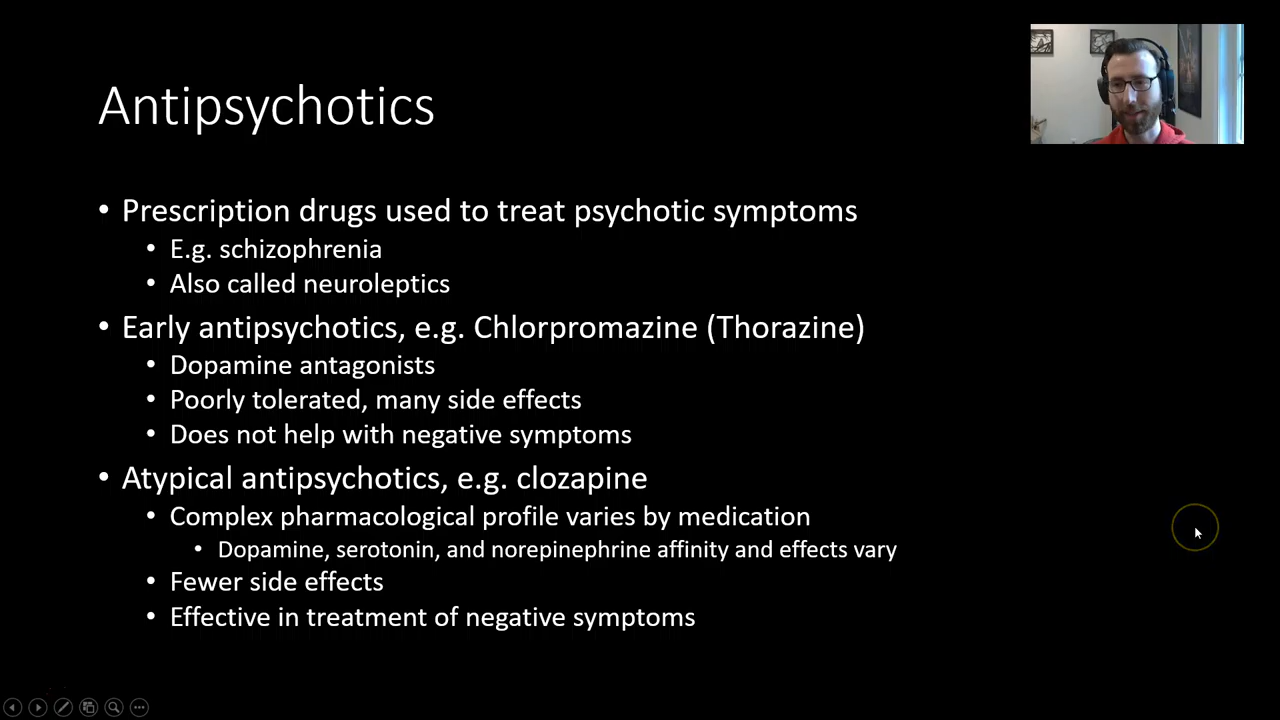 Antipsychotics
• Prescription drugs used to treat psychotic symptoms
• E.g. schizophrenia
• Also called neuroleptics
• Early antipsychotics, e.g. Chlorpromazine (Thorazine)
• Dopamine antagonists
• Poorly tolerated, many side effects
• Does not help with negative symptoms
• Atypical antipsychotics, e.g. clozapine
• Complex pharmacological profile varies by medication
• Dopamine, serotonin, and norepinephrine affinity and effects vary
• Fewer side effects
• Effective in treatment of negative symptoms